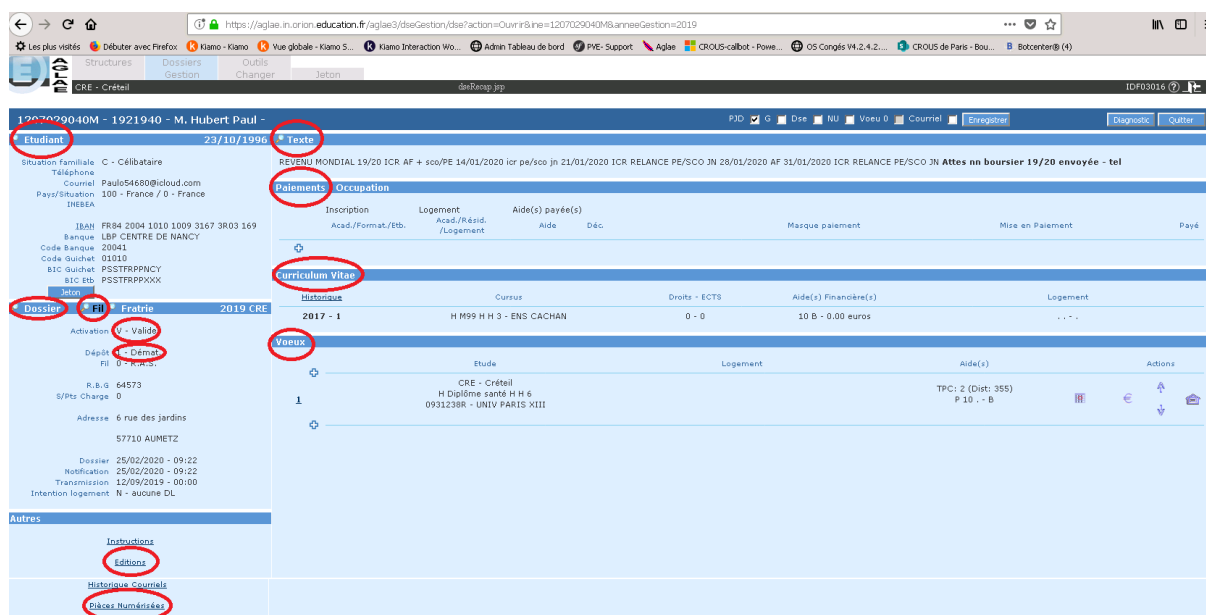 https://aglae.in.orion.education.fr/aglae3/dseGestion/dse?action=Ouvrir&ine=1207029040M&anneeGestion=2019
Les plus visités Débuter avec Firefox Kiamo - Kiamo Vue globale - Kiamo S... Kiamo Interaction Wo... Admin Tableau de bord PVE- Support Aglae CROUS-callbot - Powe... OS Congés V4.2.4.2.... CROUS de Paris - Bou... Botcenter® (4)
AGLAE
Structures Dossiers Outils
Gestion Changer Jeton
CRE - Créteil dseRecap.jsp IDF03016
1207029040M - 1921940 - M. Hubert Paul - PJD G Dse NU Voeu 0 Courriel Enregistrer Diagnostic Quitter
Etudiant 23/10/1996
Situation familiale C - Célibataire
Téléphone
Courriel Paulo54680@icloud.com
Pays/Situation 100 - France / 0 - France
INEBEA
IBAN FR84 2004 1010 1009 3167 3R03 169
Banque LBP CENTRE DE NANCY
Code Banque 20041
Code Guichet 01010
BIC Guichet PSSTFRPPNCY
BIC Etb PSSTFRPPXXX
Jeton
Dossier Fil Fratrie 2019 CRE
Activation V - Valide
Dépôt - Démat.
Fil 0 - R.A.S.
R.B.G 64573
S/Pts Charge 0
Adresse 6 rue des jardins
57710 AUMETZ
Dossier 25/02/2020 - 09:22
Notification 25/02/2020 - 09:22
Transmission 12/09/2019 - 00:00
Intention logement N - aucune DL
Autres
Instructions
Editions
Historique Courriels
Pièces Numérisées
Texte
REVENU MONDIAL 19/20 ICR AF + sco/PE 14/01/2020 icr pe/sco jn 21/01/2020 ICR RELANCE PE/SCO JN 28/01/2020 AF 31/01/2020 ICR RELANCE PE/SCO JN Attes nn boursier 19/20 envoyée - tel
Paiements Occupation
Inscription Logement Aide(s) payée(s)
Acad./Format./Etb. Acad./Résid. Aide Déc. Masque paiement Mise en Paiement Payé
/Logement
Curriculum Vitae
Historique Cursus Droits - ECTS Aide(s) Financière(s) Logement
2017 - 1 H M99 H H 3 - ENS CACHAN 0 - 0 10 B - 0.00 euros . . - .
Voeux
Etude Logement Aide(s) Actions
CRE - Créteil
1 H Diplôme santé H H 6 TPC: 2 (Dist: 355)
0931238R - UNIV PARIS XIII P 10 . - B